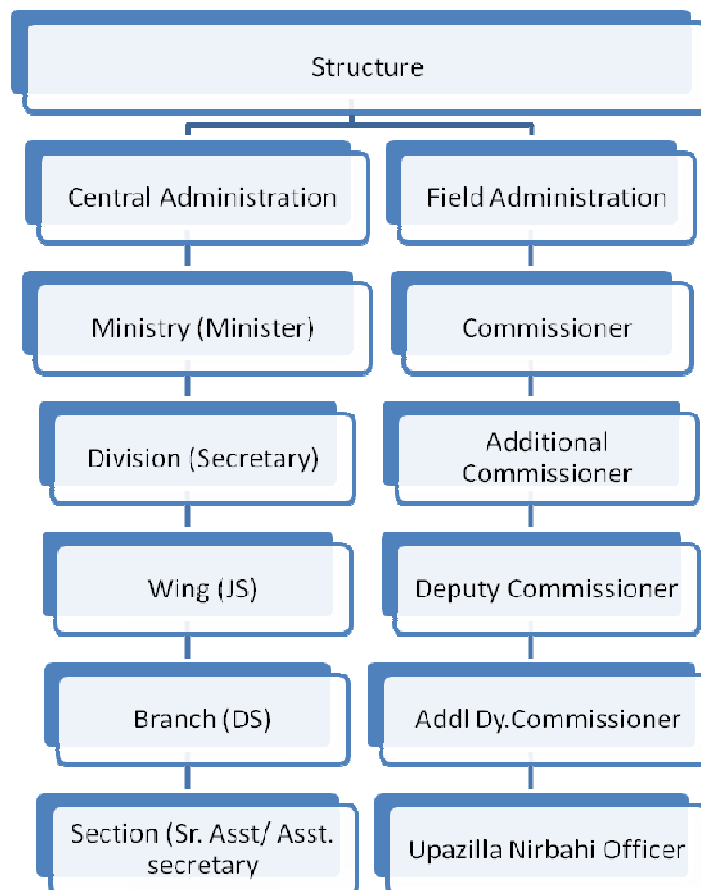 Structure
Central Administration
Field Administration
Ministry (Minister)
Commissioner
Division (Secretary)
Additional
Commissioner
Wing (JS)
Deputy Commissioner
Branch (DS)
Addl Dy.Commissioner
Section (Sr. Asst/ Asst.
secretary
Upazilla Nirbahi Officer